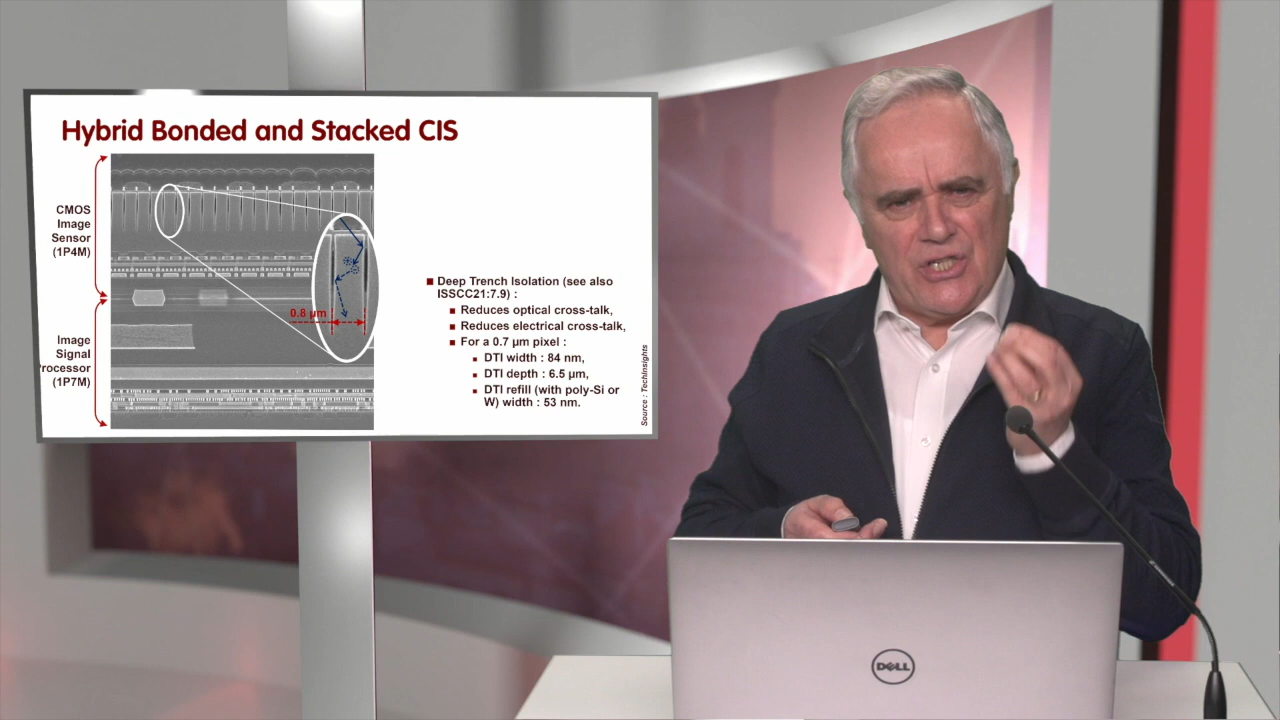 Hybrid Bonded and Stacked CIS
CMOS
Image
Sensor
(1P4M)
Image
Signal
rocessor
(1P7M)
0.8 µm
■ Deep Trench Isolation (see also
ISSCC21:7.9) :
■ Reduces optical cross-talk,
■ Reduces electrical cross-talk,
■ For a 0.7 µm pixel :
■ DTI width : 84 nm,
■ DTI depth : 6.5 µm,
■ DTI refill (with poly-Si or
W) width : 53 nm.
Source : TechInsights
DELL